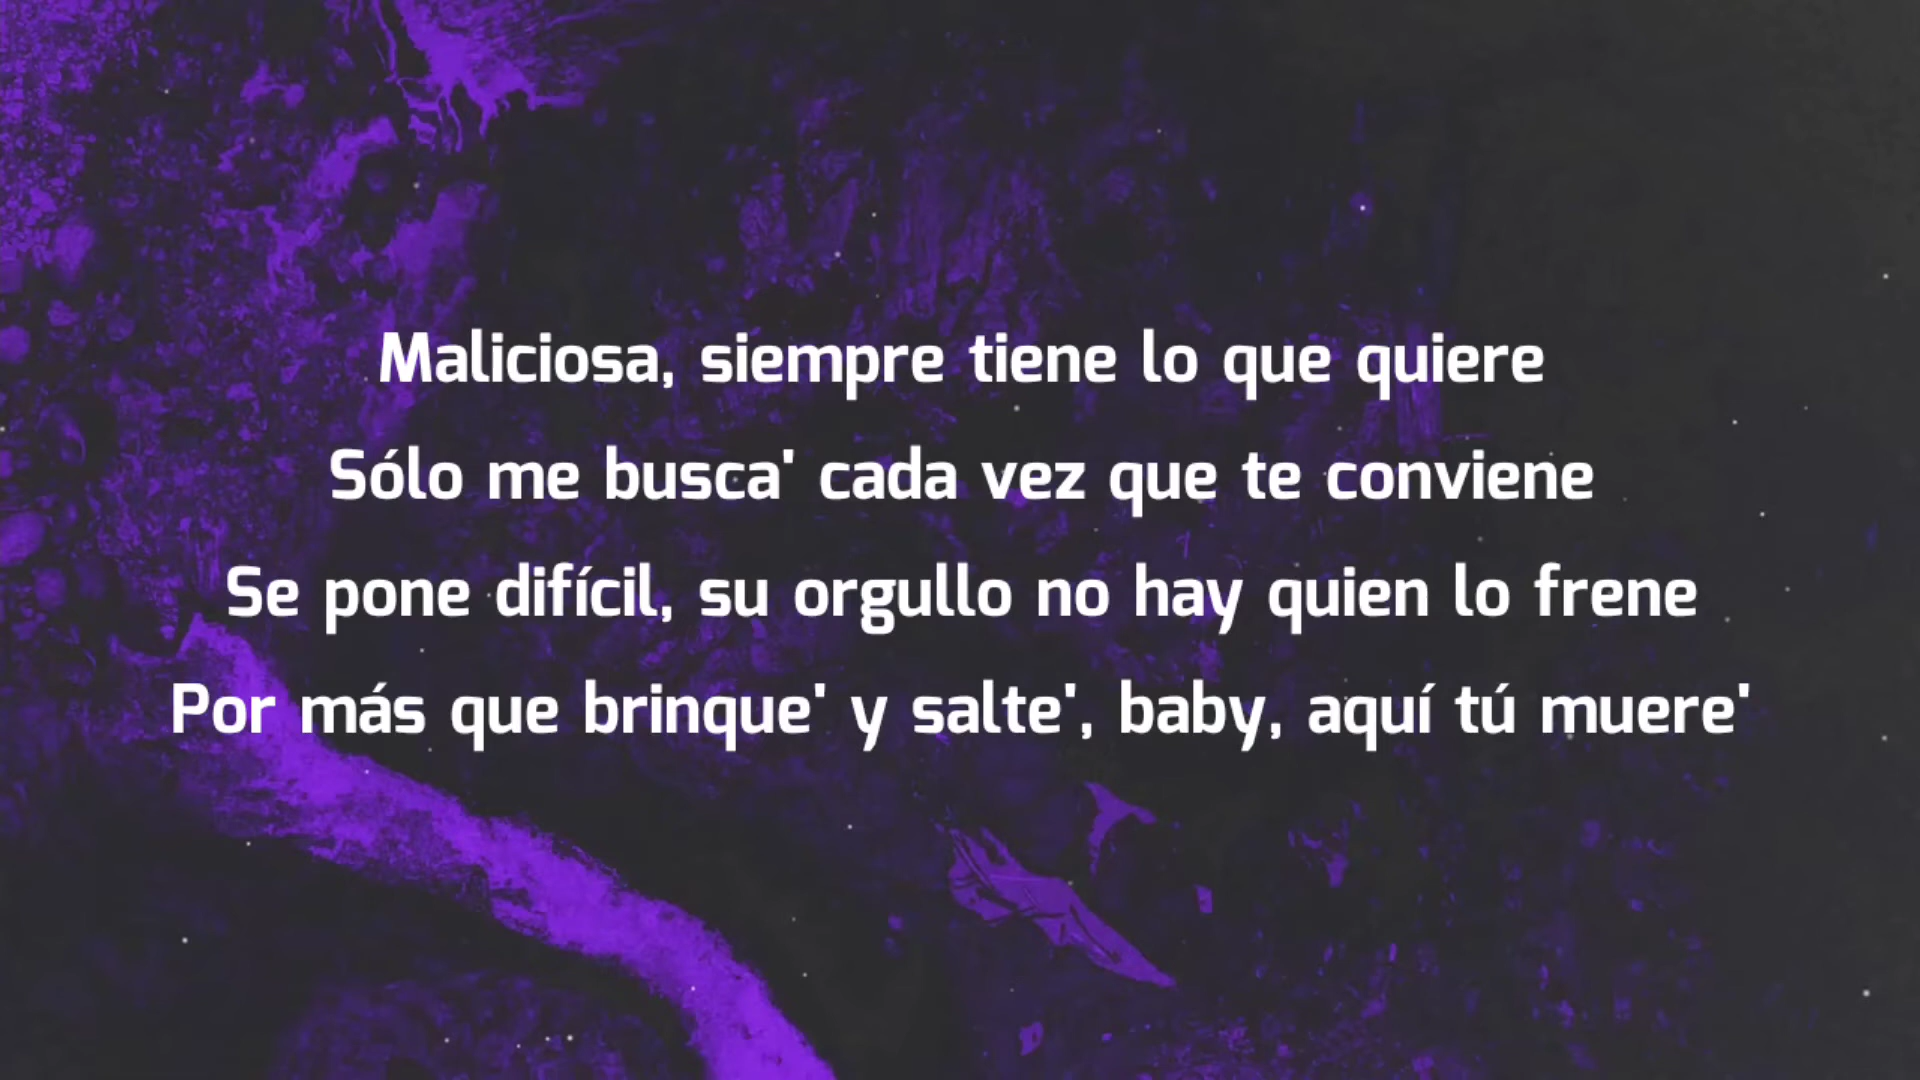 Maliciosa, siempre tiene lo que quiere
Sólo me busca' cada vez que te conviene
Se pone difícil, su orgullo no hay quien lo frene
Por más que brinque' y salte', baby, aquí tú muere'